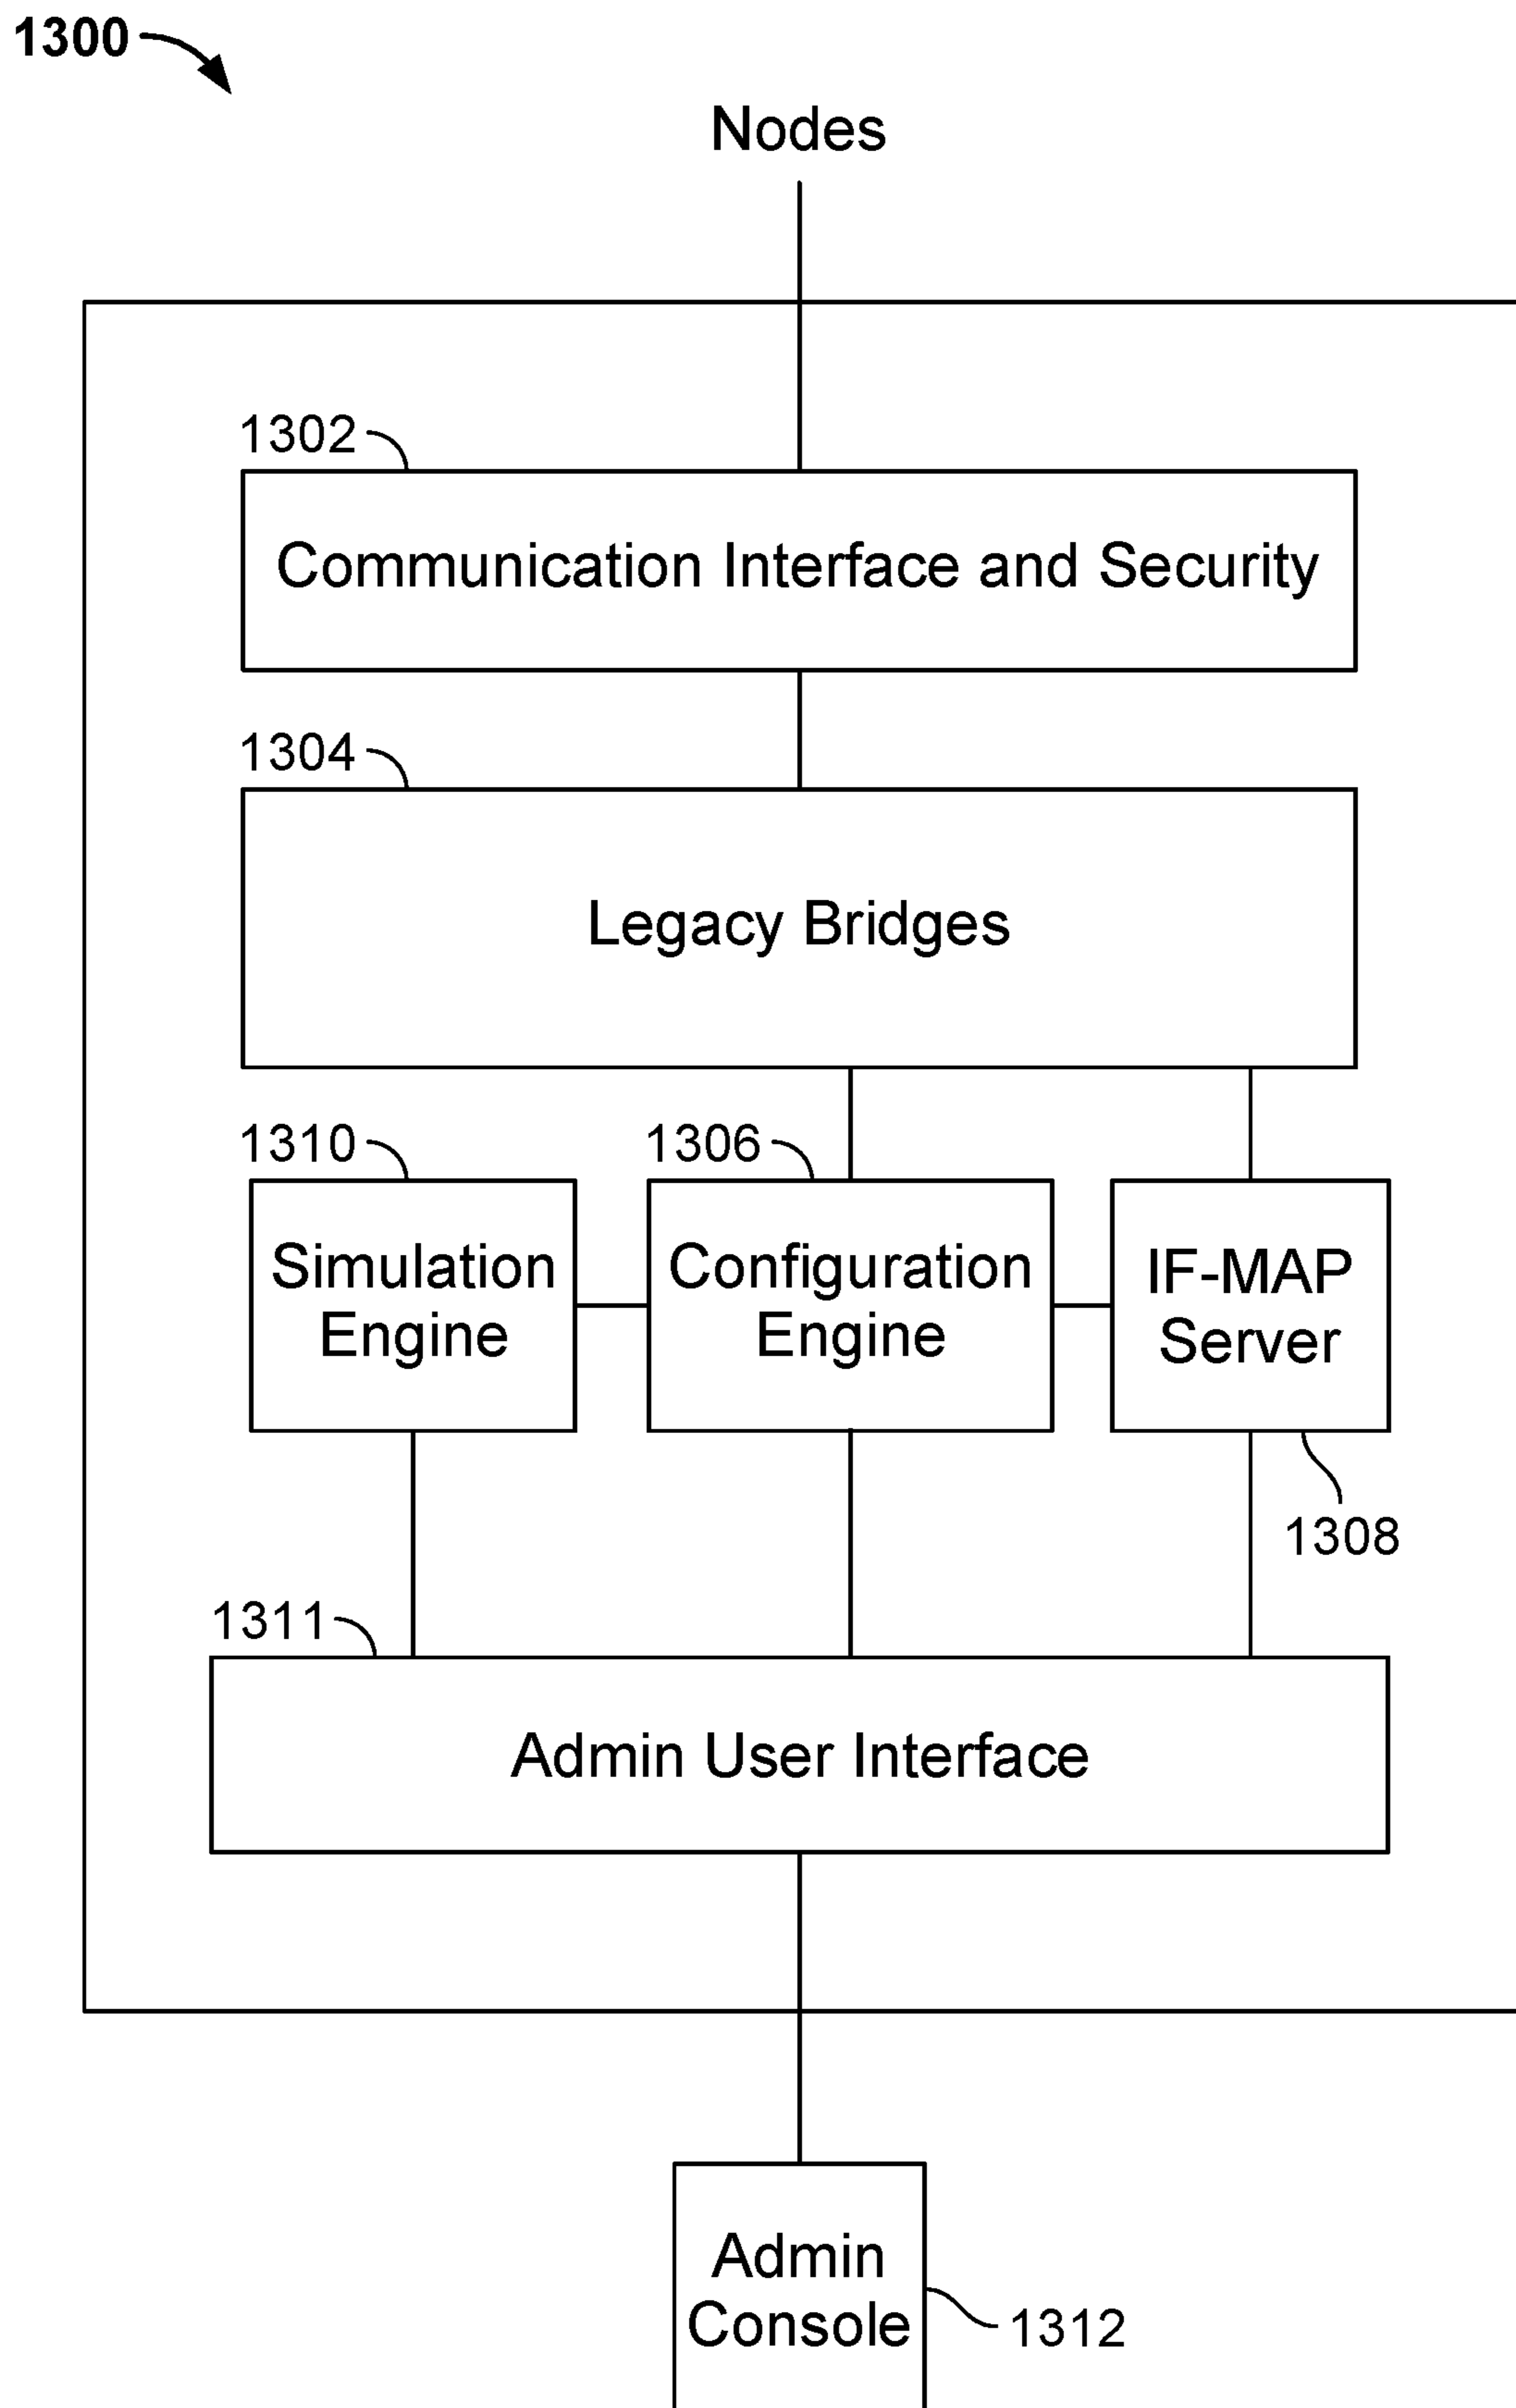 1300
Nodes
1302
Communication Interface and Security
1304
Legacy Bridges
1310
1306
Simulation
Engine
Configuration
Engine
IF-MAP
Server
1308
1311
Admin User Interface
Admin
Console
1312